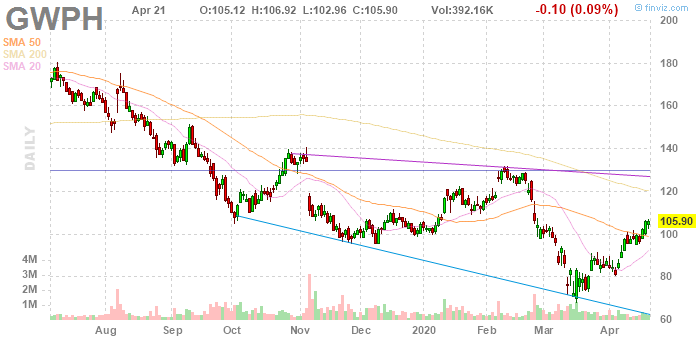 GWPH Apr 21 O:105.12 H:106.92 L:102.96 C:105.90 Vol:392.16K -0.10 (0.09%) © finviz.com
SMA 50
SMA 200
SMA 20
DAILY
200
180
160
140
120
105.90
100
80
60
4M
3M
2M
1M
Aug Sep Oct Nov Dec 2020 Feb Mar Apr